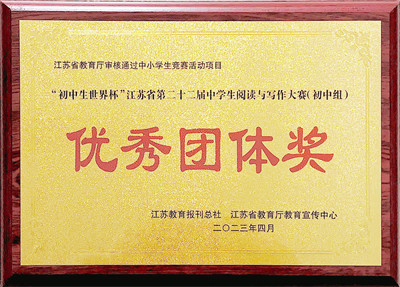 江苏省教育厅审核通过中小学生竞赛活动项目
“初中生世界杯”江苏省第二十二届中学生阅读与写作大赛（初中组）
优秀团体奖
江苏教育报刊总社 江苏省教育厅教育宣传中心
二〇二三年四月